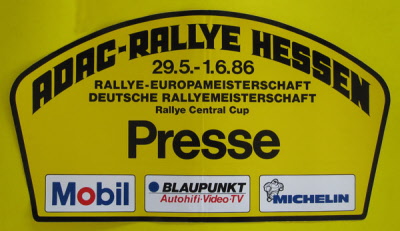 ADAC-RALLYE HESSEN
29.5.-1.6.86
RALLYE-EUROPAMEISTERSCHAFT
DEUTSCHE RALLYEMEISTERSCHAFT
Rallye Central Cup
Presse
Mobil
BLAUPUNKT
Autohifi-Video-TV
MICHELIN